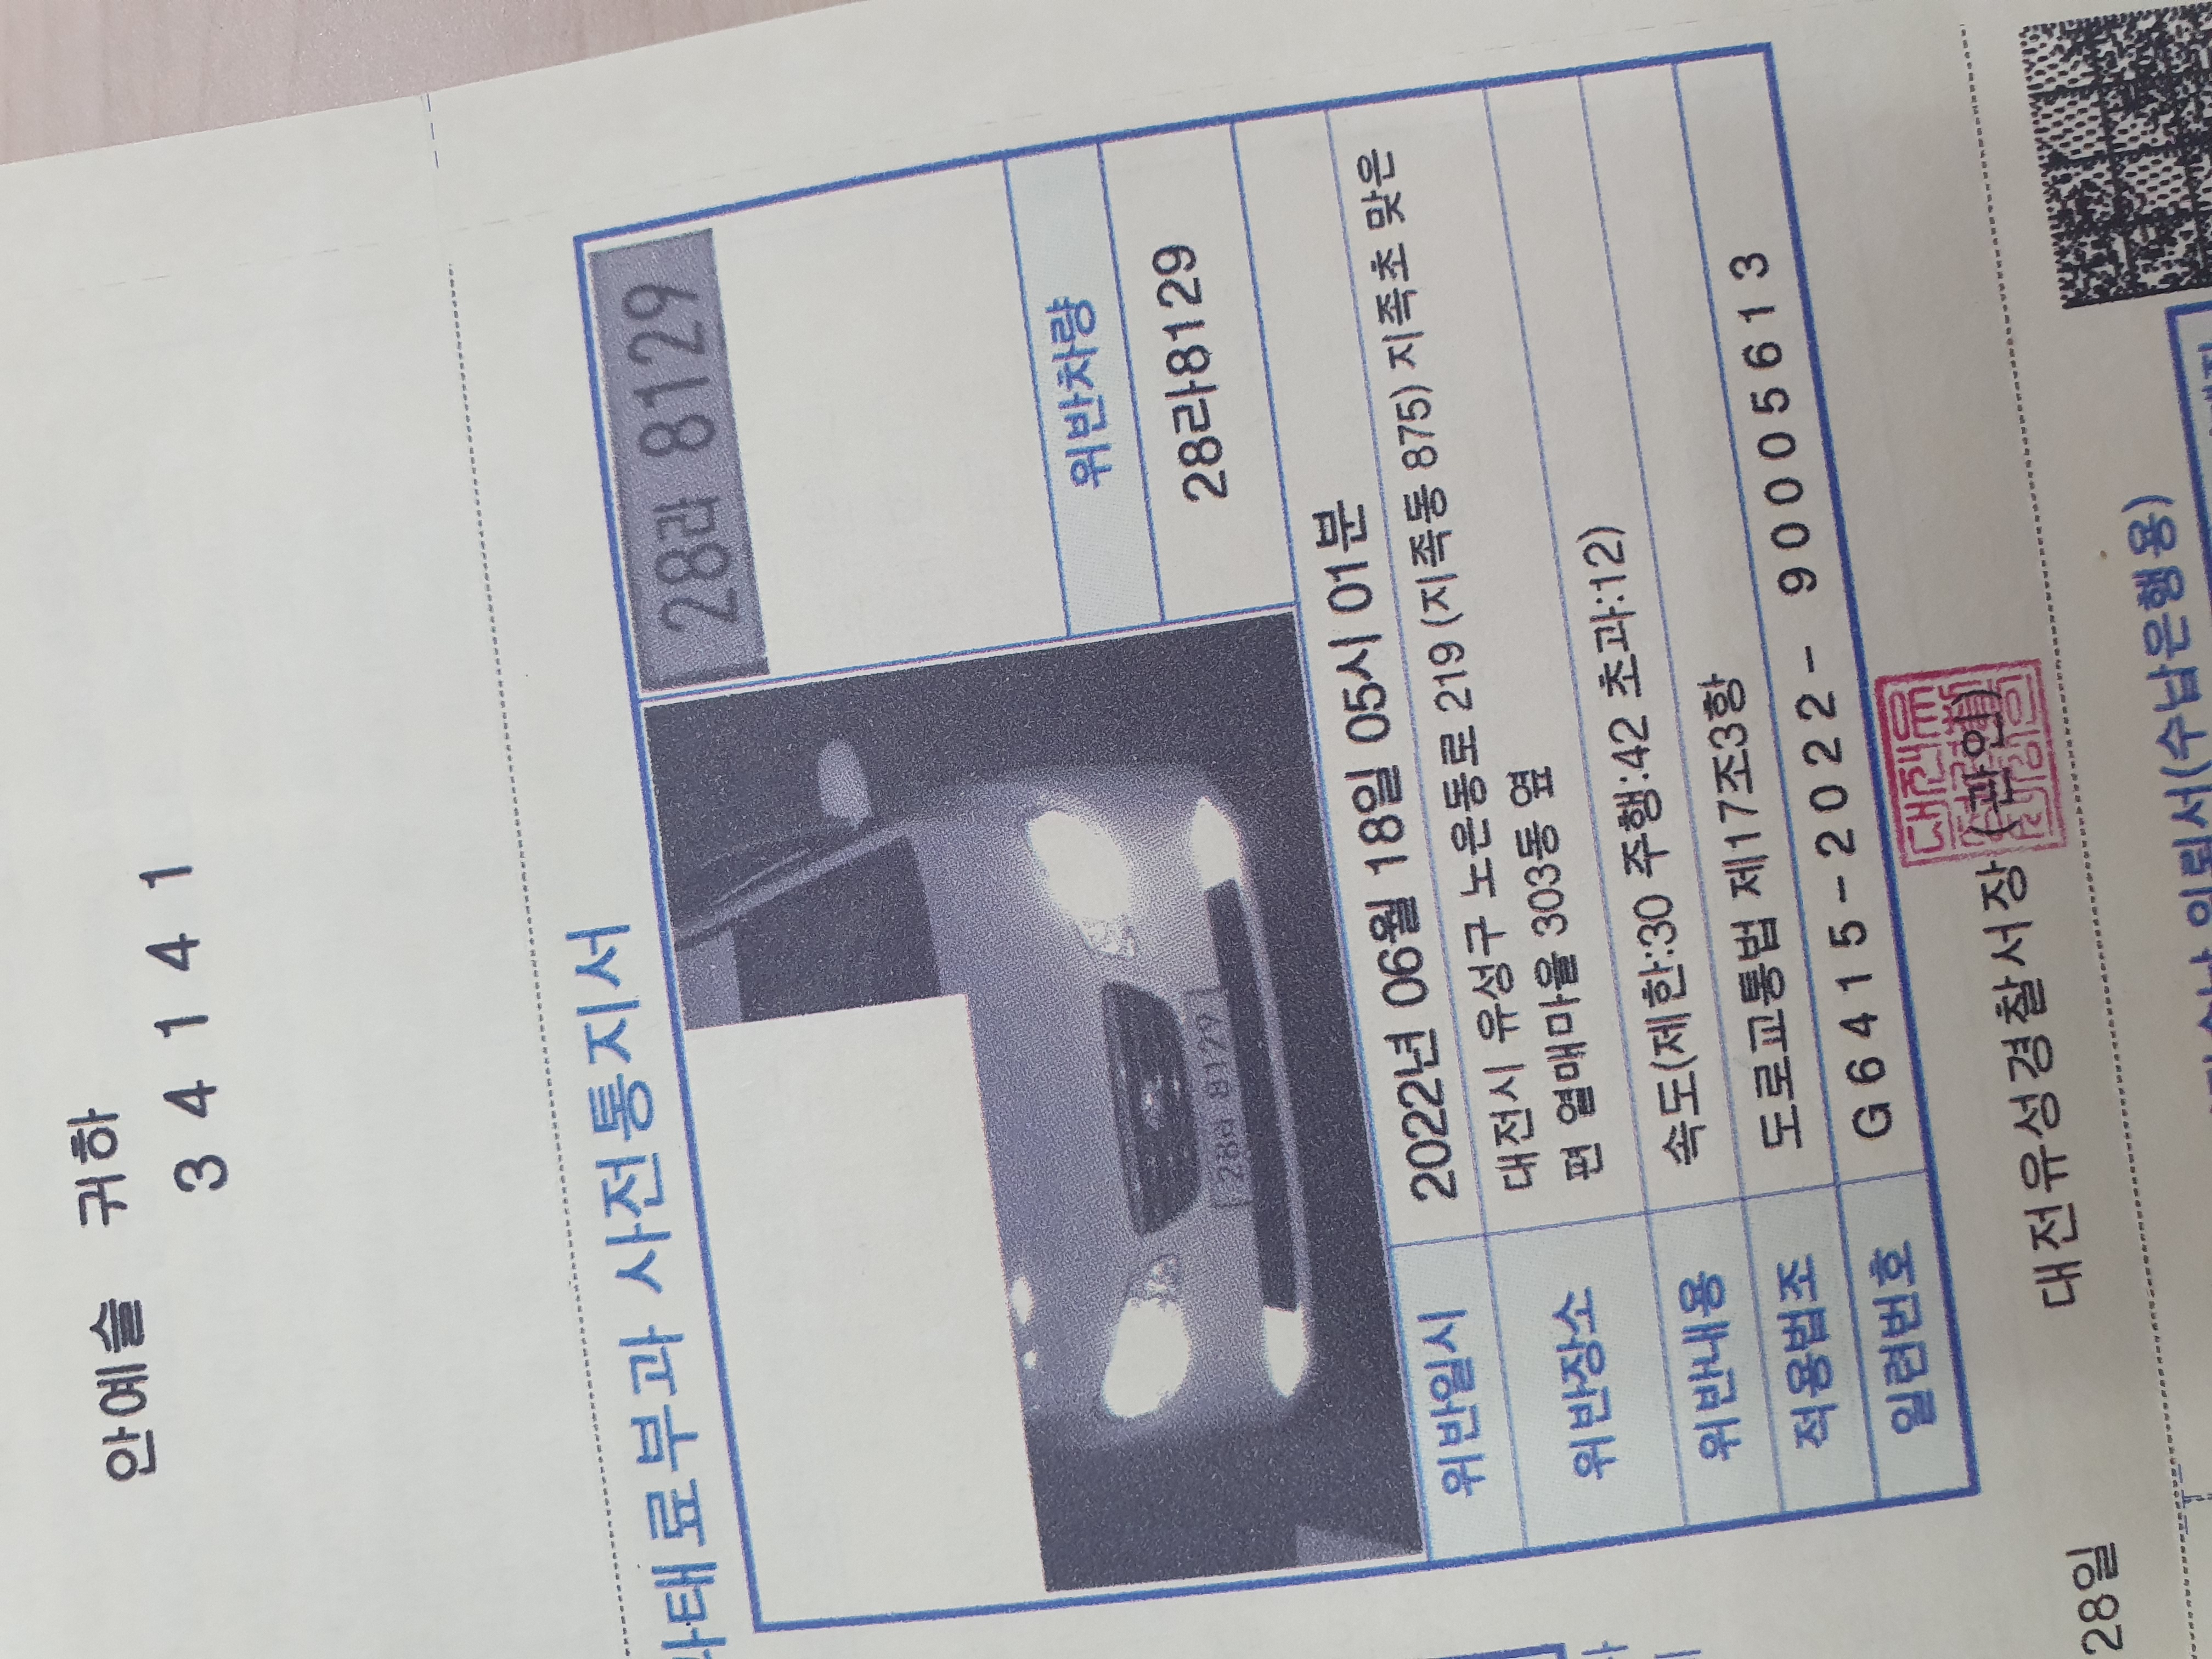 안예슬 귀하
34141
과태료부과 사전통지서
28라 8129
28라 8129
위반차량
28라8129
위반일시 2022년 06월 18일 05시 01분
위반장소 대전시 유성구 노은동로 219 (지족동 875) 지족초 맞은
편 열매마을 303동 옆
위반내용 속도(제한:30 주행:42 초과:12)
적용법조 도로교통법 제17조3항
일련번호 G6415-2022- 90005613
대전유성경찰서장 (관인)
28일
의뢰서(수납은행용)